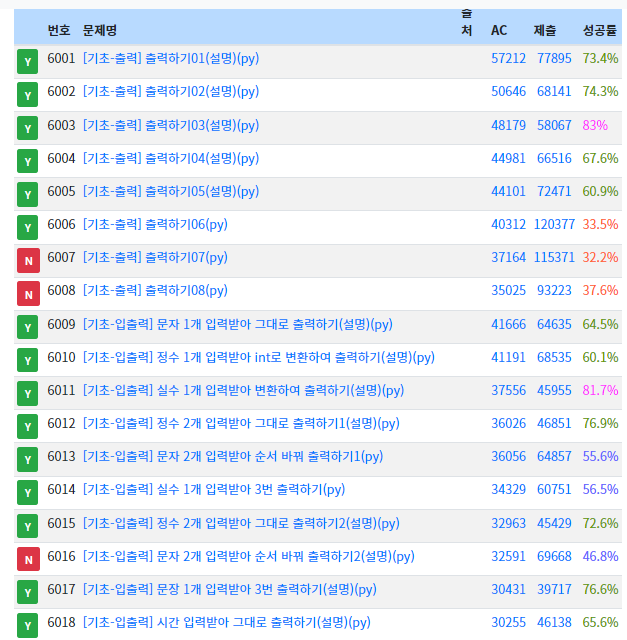 번호 문제명 출처 AC 제출 성공률
Y 6001 [기초-출력] 출력하기01(설명)(py) 57212 77895 73.4%
Y 6002 [기초-출력] 출력하기02(설명)(py) 50646 68141 74.3%
Y 6003 [기초-출력] 출력하기03(설명)(py) 48179 58067 83%
Y 6004 [기초-출력] 출력하기04(설명)(py) 44981 66516 67.6%
Y 6005 [기초-출력] 출력하기05(설명)(py) 44101 72471 60.9%
Y 6006 [기초-출력] 출력하기06(py) 40312 120377 33.5%
N 6007 [기초-출력] 출력하기07(py) 37164 115371 32.2%
N 6008 [기초-출력] 출력하기08(py) 35025 93223 37.6%
Y 6009 [기초-입출력] 문자 1개 입력받아 그대로 출력하기(설명)(py) 41666 64635 64.5%
Y 6010 [기초-입출력] 정수 1개 입력받아 int로 변환하여 출력하기(설명)(py) 41191 68535 60.1%
Y 6011 [기초-입출력] 실수 1개 입력받아 변환하여 출력하기(설명)(py) 37556 45955 81.7%
Y 6012 [기초-입출력] 정수 2개 입력받아 그대로 출력하기1(설명)(py) 36026 46851 76.9%
Y 6013 [기초-입출력] 문자 2개 입력받아 순서 바꿔 출력하기1(py) 36056 64857 55.6%
Y 6014 [기초-입출력] 실수 1개 입력받아 3번 출력하기(py) 34329 60751 56.5%
Y 6015 [기초-입출력] 정수 2개 입력받아 그대로 출력하기2(설명)(py) 32963 45429 72.6%
N 6016 [기초-입출력] 문자 2개 입력받아 순서 바꿔 출력하기2(설명)(py) 32591 69668 46.8%
Y 6017 [기초-입출력] 문장 1개 입력받아 3번 출력하기(설명)(py) 30431 39717 76.6%
Y 6018 [기초-입출력] 시간 입력받아 그대로 출력하기(설명)(py) 30255 46138 65.6%